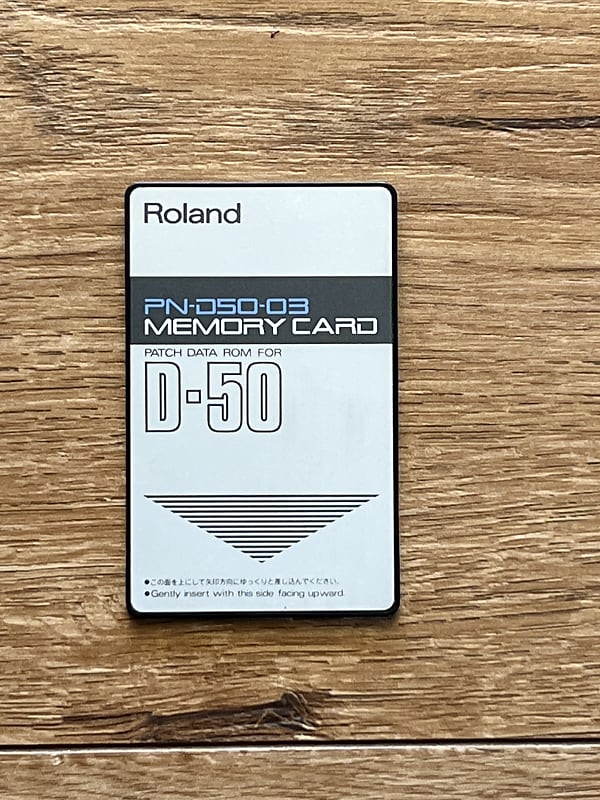 Roland
PN-D50-03
MEMORY CARD
PATCH DATA ROM FOR
D-50
●この面を上にして矢印方向にゆっくりと差し込んでください。
●Gently insert with this side facing upward.